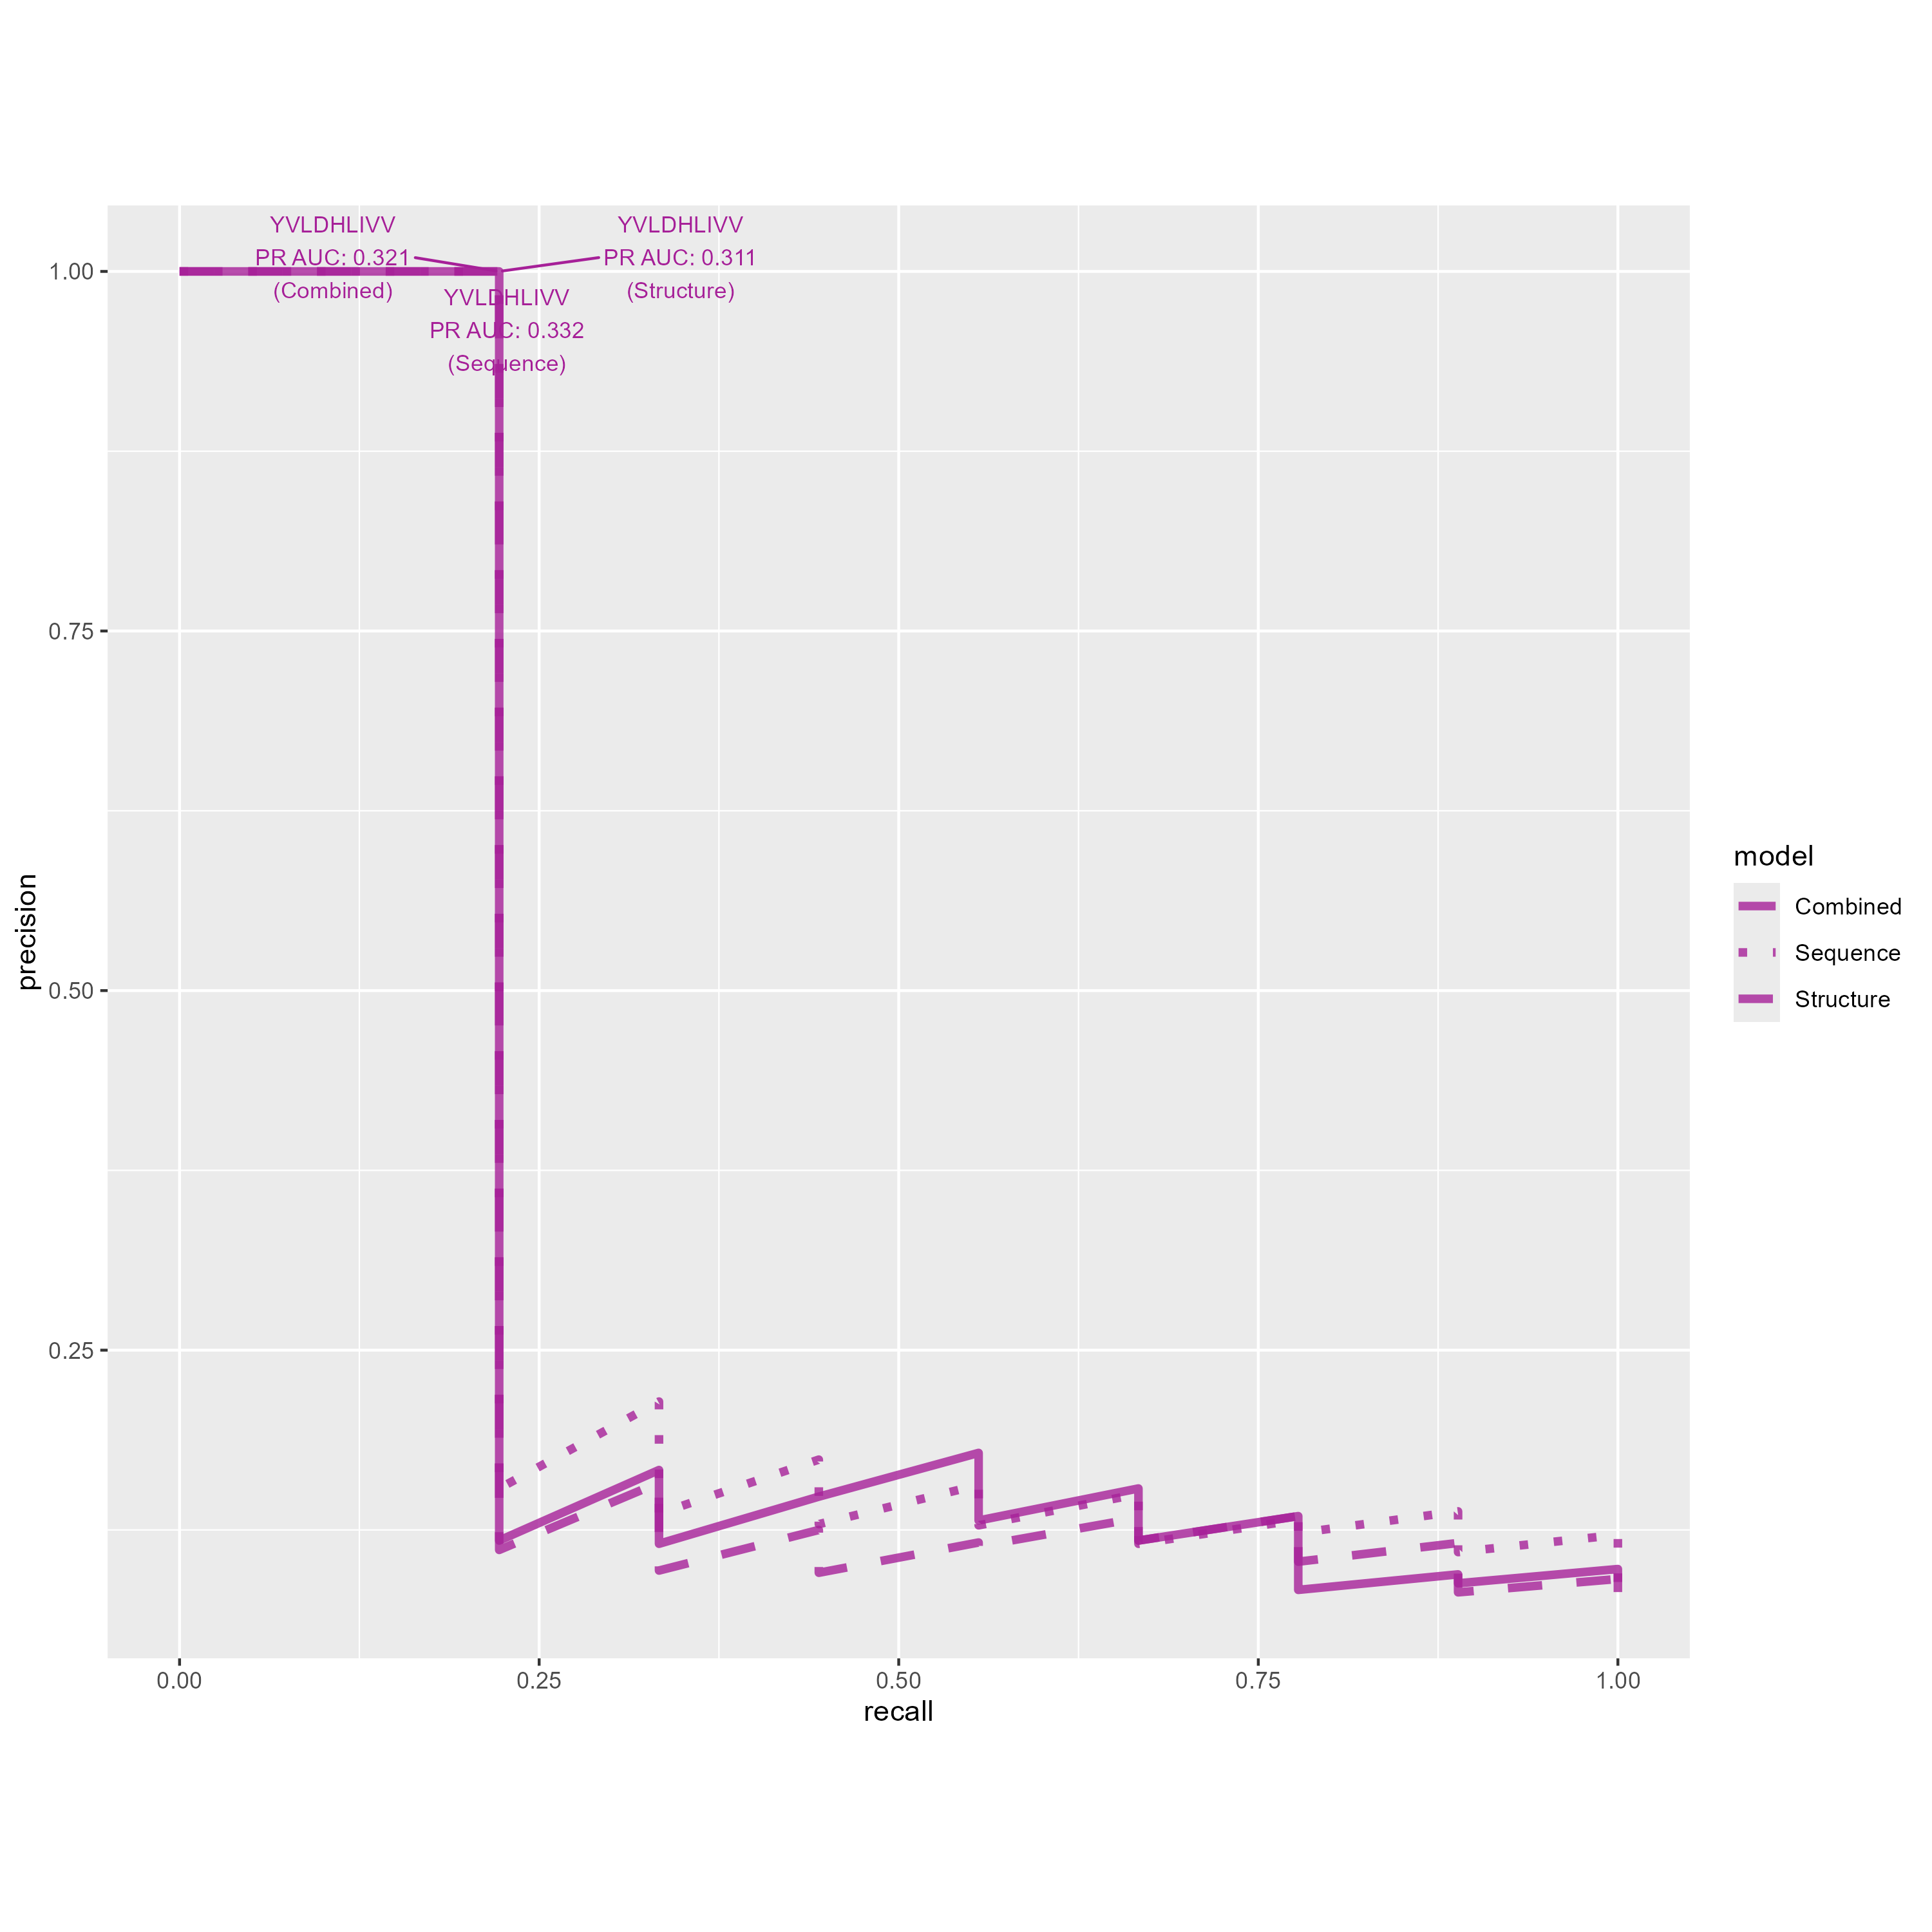 YVLDHLIVV
PR AUC: 0.321
(Combined)
YVLDHLIVV
PR AUC: 0.311
(Structure)
YVLDHLIVV
PR AUC: 0.332
(Sequence)
1.00
0.75
0.50
0.25
precision
0.00
0.25
0.50
0.75
1.00
recall
model
Combined
Sequence
Structure